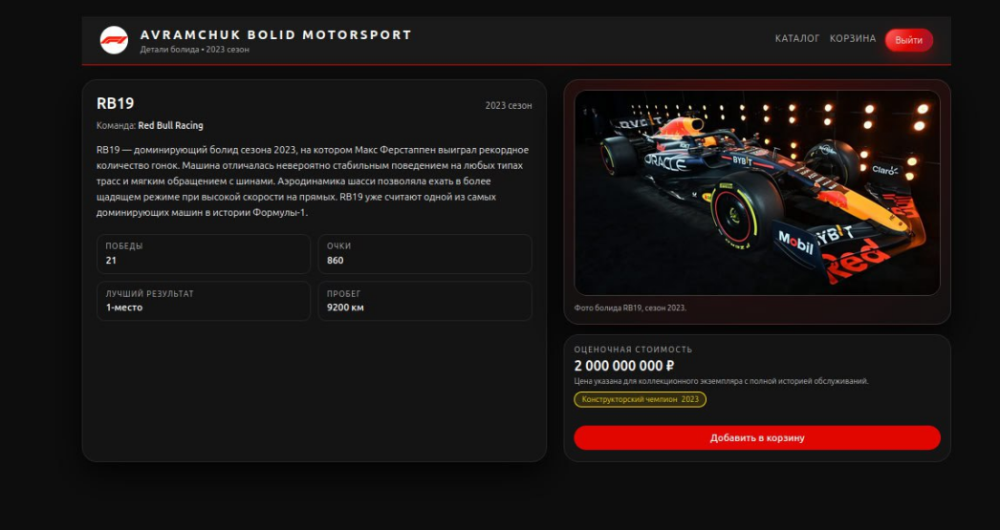 AVRAMCHUK BOLID MOTORSPORT
Детали болида • 2023 сезон
КАТАЛОГ КОРЗИНА Выйти
RB19
2023 сезон
Команда: Red Bull Racing
RB19 — доминирующий болид сезона 2023, на котором Макс Ферстаппен выиграл рекордное
количество гонок. Машина отличалась невероятно стабильным поведением на любых типах
трасс и мягким обращением с шинами. Аэродинамика шасси позволяла ехать в более
щадящем режиме при высокой скорости на прямых. RB19 уже считают одной из самых
доминирующих машин в истории Формулы-1.
ПОБЕДЫ
21
ОЧКИ
860
ЛУЧШИЙ РЕЗУЛЬТАТ
1-место
ПРОБЕГ
9200 км
ORACLE
BYBIT
Claro
Mobil
BYBIT
Red
Фото болида RB19, сезон 2023.
ОЦЕНОЧНАЯ СТОИМОСТЬ
2 000 000 000 ₽
Цена указана для коллекционного экземпляра с полной историей обслуживаний.
Конструкторский чемпион 2023
Добавить в корзину